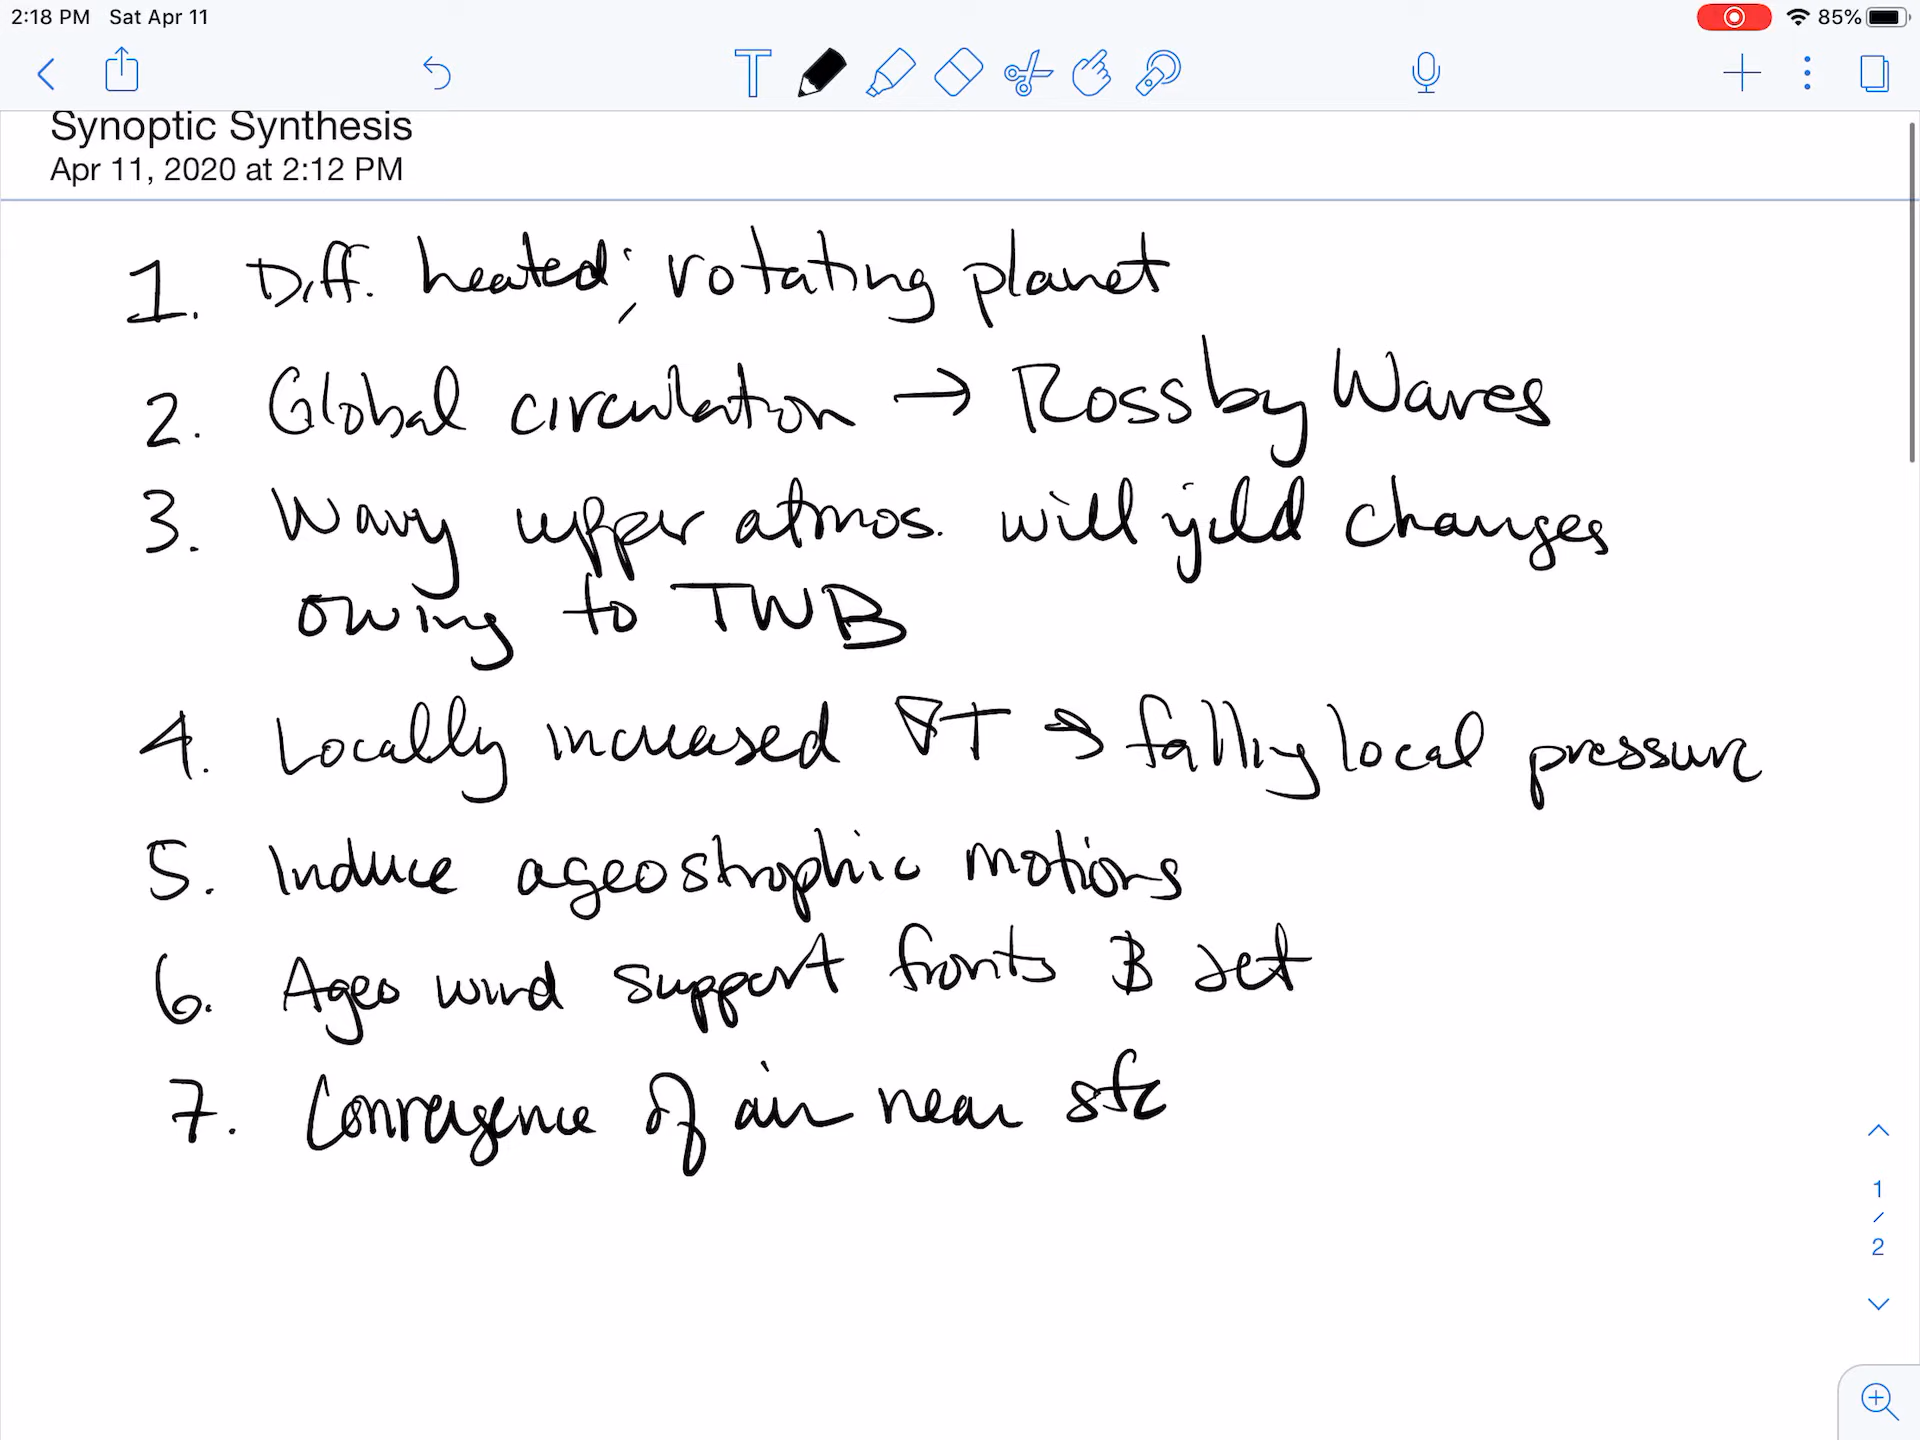 2:18 PM Sat Apr 11
85%
T
Synoptic Synthesis
Apr 11, 2020 at 2:12 PM
1. Diff. heated; rotating planet
2. Global circulation → Rossby Waves
3. Wavy upper atmos. will yield changes
owing to TWB
4. Locally increased ∇T → falling local pressure
5. Induce ageostrophic motions
6. Ageo wind support fronts & jet
7. Convergence of air near sfc
1
/
2